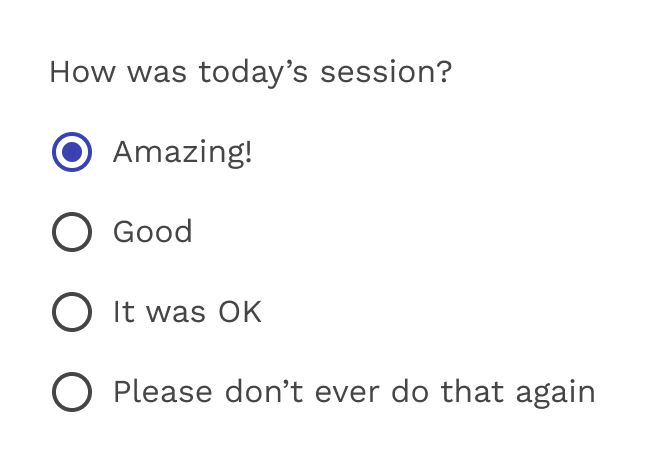 How was today’s session?
Amazing!
Good
It was OK
Please don’t ever do that again